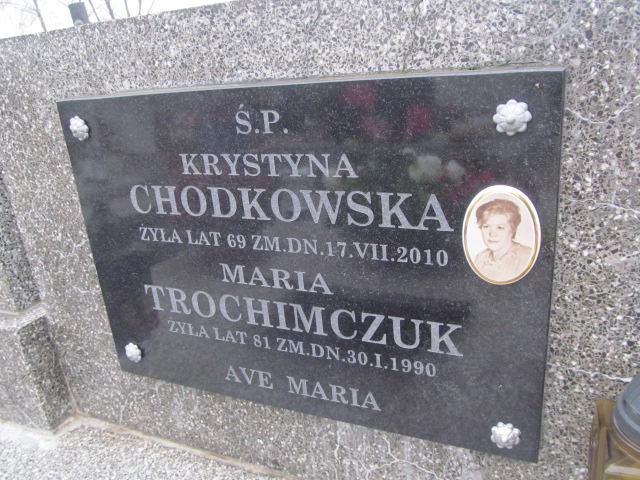 Ś.P.
KRYSTYNA
CHODKOWSKA
ŻYŁA LAT 69 ZM.DN.17.VII.2010
MARIA
TROCHIMCZUK
ŻYŁA LAT 81 ZM.DN.30.I.1990
AVE MARIA